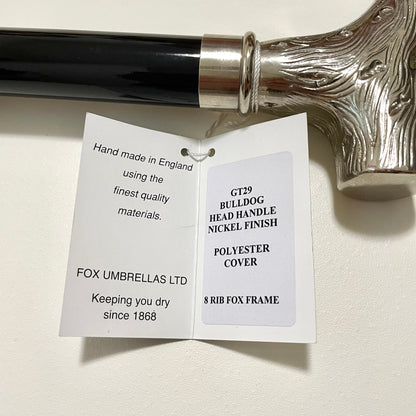 Hand made in England
using the
finest quality
materials.
FOX UMBRELLAS LTD
Keeping you dry
since 1868
GT29
BULLDOG
HEAD HANDLE
NICKEL FINISH
POLYESTER
COVER
8 RIB FOX FRAME